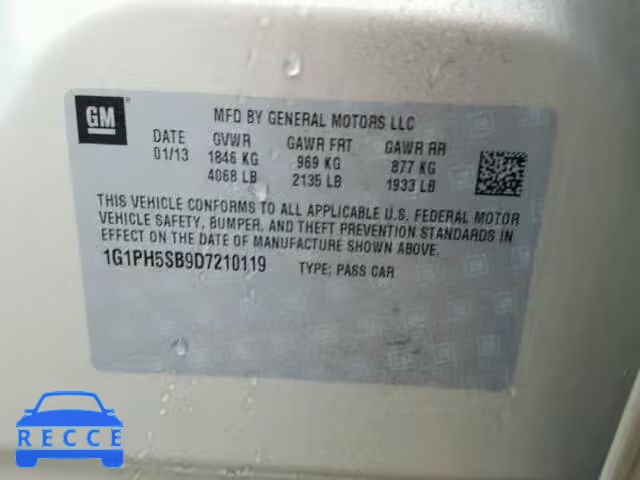 GM
MFD BY GENERAL MOTORS LLC
DATE GVWR GAWR FRT GAWR RR
01/13 1846 KG 969 KG 877 KG
4068 LB 2135 LB 1933 LB
THIS VEHICLE CONFORMS TO ALL APPLICABLE U.S. FEDERAL MOTOR
VEHICLE SAFETY, BUMPER, AND THEFT PREVENTION STANDARDS
IN EFFECT ON THE DATE OF MANUFACTURE SHOWN ABOVE.
1G1PH5SB9D7210119 TYPE: PASS CAR
RECCE